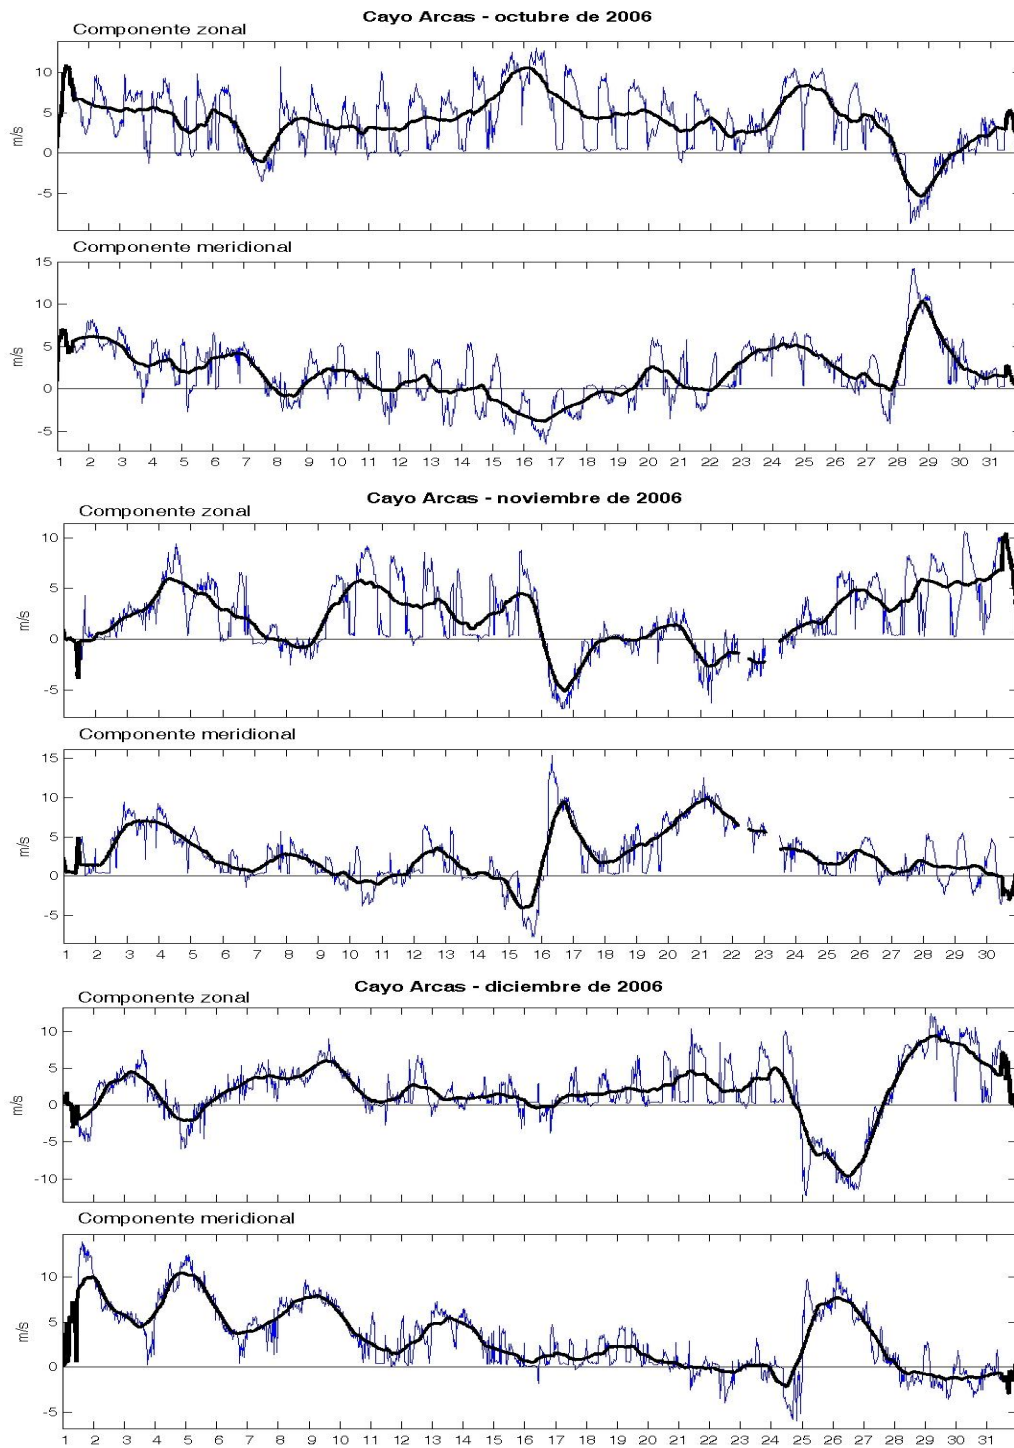 Cayo Arcas - octubre de 2006
Componente zonal
10
5
0
-5
m/s
Componente meridional
15
10
5
0
-5
m/s
1 2 3 4 5 6 7 8 9 10 11 12 13 14 15 16 17 18 19 20 21 22 23 24 25 26 27 28 29 30 31
Cayo Arcas - noviembre de 2006
Componente zonal
10
5
0
-5
m/s
Componente meridional
15
10
5
0
-5
m/s
1 2 3 4 5 6 7 8 9 10 11 12 13 14 15 16 17 18 19 20 21 22 23 24 25 26 27 28 29 30
Cayo Arcas - diciembre de 2006
Componente zonal
10
5
0
-5
-10
m/s
Componente meridional
10
5
0
-5
m/s
1 2 3 4 5 6 7 8 9 10 11 12 13 14 15 16 17 18 19 20 21 22 23 24 25 26 27 28 29 30 31